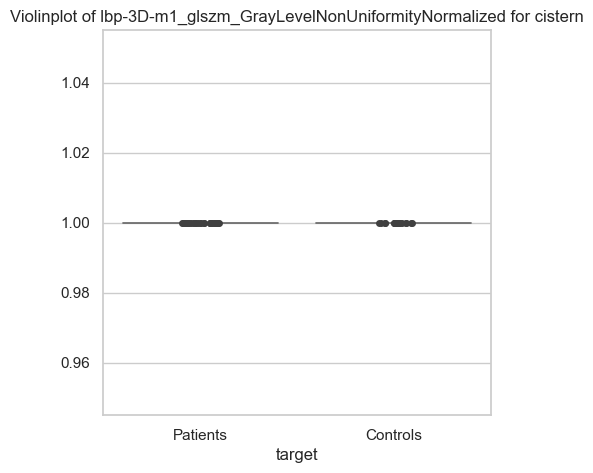 Violinplot of lbp-3D-m1_glszm_GrayLevelNonUniformityNormalized for cistern
1.04
1.02
1.00
0.98
0.96
Patients Controls
target